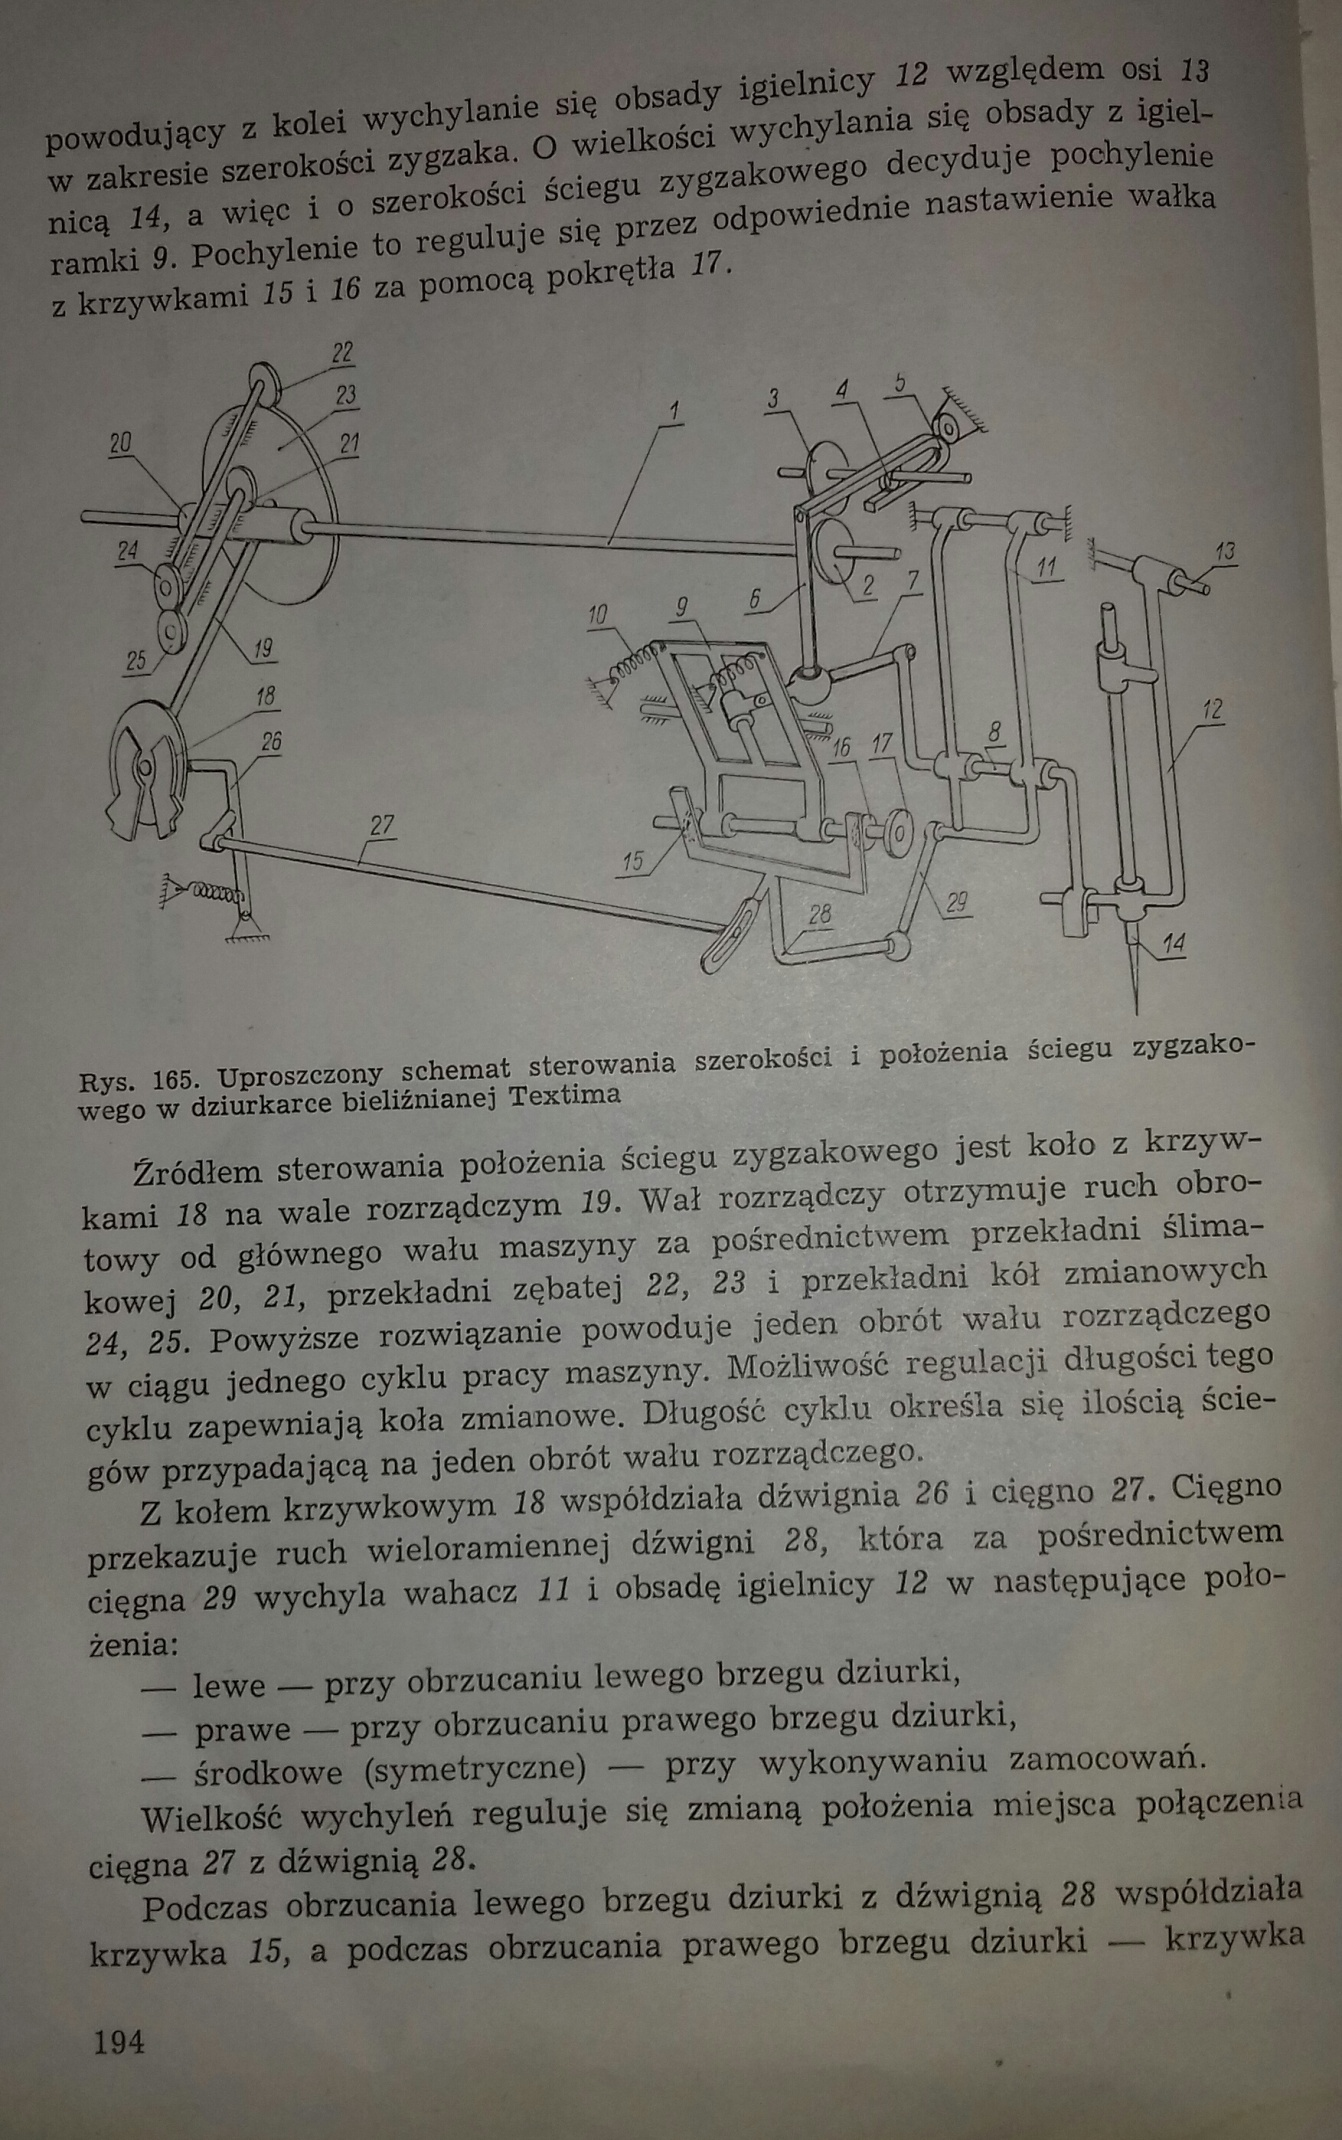 powodujący z kolei wychylanie się obsady igielnicy 12 względem osi 13
w zakresie szerokości zygzaka. O wielkości wychylania się obsady z igiel-
nicą 14, a więc i o szerokości ściegu zygzakowego decyduje pochylenie
ramki 9. Pochylenie to reguluje się przez odpowiednie nastawienie wałka
z krzywkami 15 i 16 za pomocą pokrętła 17.
22
23
21
20
1
3
4
5
24
25
19
18
26
27
10
9
6
2
7
11
13
12
8
16
17
15
28
29
14
Rys. 165. Uproszczony schemat sterowania szerokości i położenia ściegu zygzako-
wego w dziurkarce bieliźnianej Textima
Źródłem sterowania położenia ściegu zygzakowego jest koło z krzyw-
kami 18 na wale rozrządczym 19. Wał rozrządczy otrzymuje ruch obro-
towy od głównego wału maszyny za pośrednictwem przekładni ślima-
kowej 20, 21, przekładni zębatej 22, 23 i przekładni kół zmianowych
24, 25. Powyższe rozwiązanie powoduje jeden obrót wału rozrządczego
w ciągu jednego cyklu pracy maszyny. Możliwość regulacji długości tego
cyklu zapewniają koła zmianowe. Długość cyklu określa się ilością ście-
gów przypadającą na jeden obrót wału rozrządczego.
Z kołem krzywkowym 18 współdziała dźwignia 26 i cięgno 27. Cięgno
przekazuje ruch wieloramiennej dźwigni 28, która za pośrednictwem
cięgna 29 wychyla wahacz 11 i obsadę igielnicy 12 w następujące poło-
żenia:
— lewe — przy obrzucaniu lewego brzegu dziurki,
— prawe — przy obrzucaniu prawego brzegu dziurki,
— środkowe (symetryczne) — przy wykonywaniu zamocowań.
Wielkość wychyleń reguluje się zmianą położenia miejsca połączenia
cięgna 27 z dźwignią 28.
Podczas obrzucania lewego brzegu dziurki z dźwignią 28 współdziała
krzywka 15, a podczas obrzucania prawego brzegu dziurki — krzywka
194